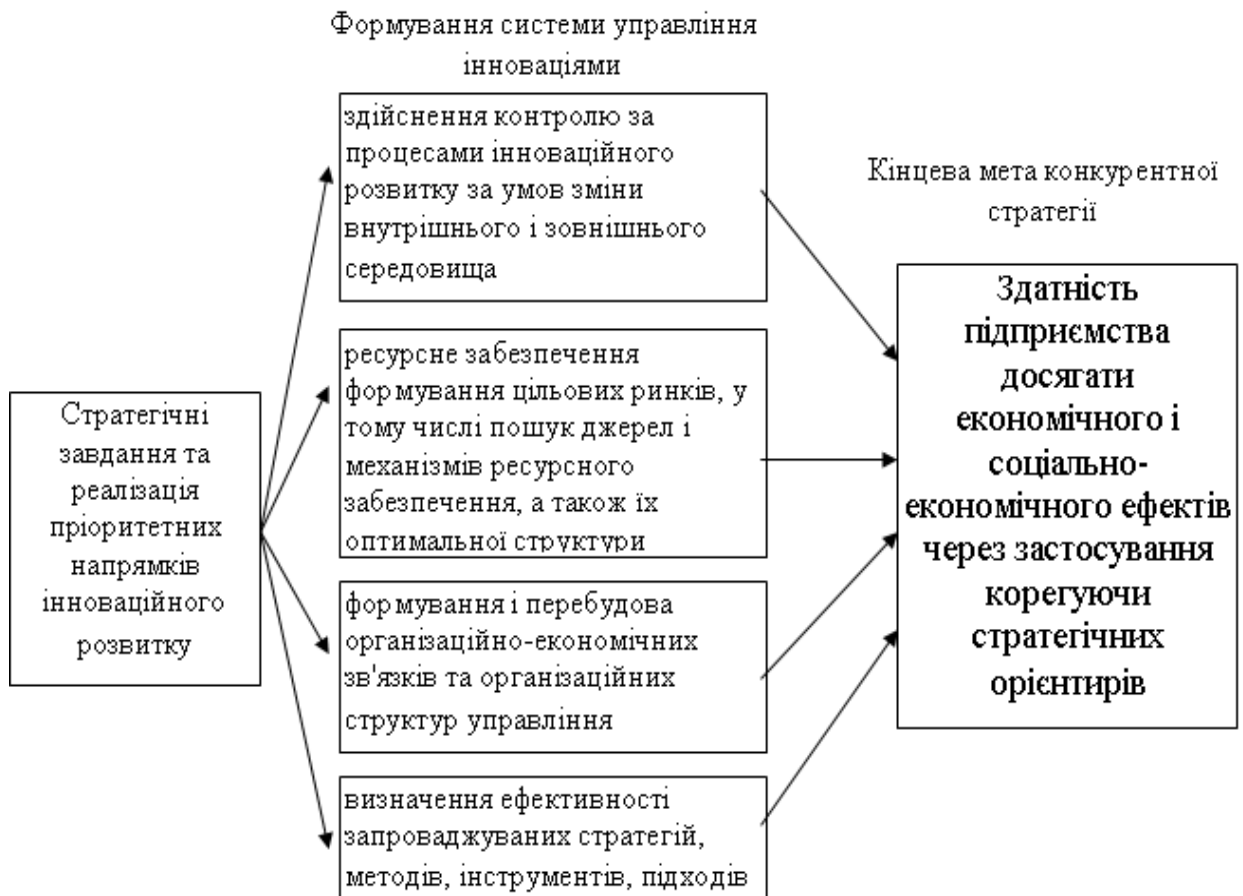 Формування системи управління
інноваціями
здійснення контролю за
процесами інноваційного
розвитку за умов зміни
внутрішнього і зовнішнього
середовища
Кінцева мета конкурентної
стратегії
ресурсне забезпечення
формування цільових ринків, у
тому числі пошук джерел і
механізмів ресурсного
забезпечення, а також їх
оптимальної структури
Стратегічні
завдання та
реалізація
пріоритетних
напрямків
інноваційного
розвитку
Здатність
підприємства
досягати
економічного і
соціально-
економічного ефектів
через застосування
корегуючи
стратегічних
орієнтирів
формування і перебудова
організаційно-економічних
зв'язків та організаційних
структур управління
визначення ефективності
запроваджуваних стратегій,
методів, інструментів, підходів